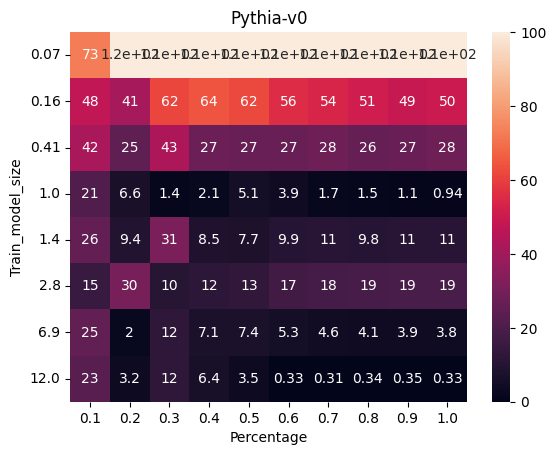 Pythia-v0
0.07 73 1.2e+02
0.16 48 41 62 64 62 56 54 51 49 50
0.41 42 25 43 27 27 27 28 26 27 28
1.0 21 6.6 1.4 2.1 5.1 3.9 1.7 1.5 1.1 0.94
1.4 26 9.4 31 8.5 7.7 9.9 11 9.8 11 11
2.8 15 30 10 12 13 17 18 19 19 19
6.9 25 2 12 7.1 7.4 5.3 4.6 4.1 3.9 3.8
12.0 23 3.2 12 6.4 3.5 0.33 0.31 0.34 0.35 0.33
0.1 0.2 0.3 0.4 0.5 0.6 0.7 0.8 0.9 1.0
Percentage
Train_model_size
100
80
60
40
20
0